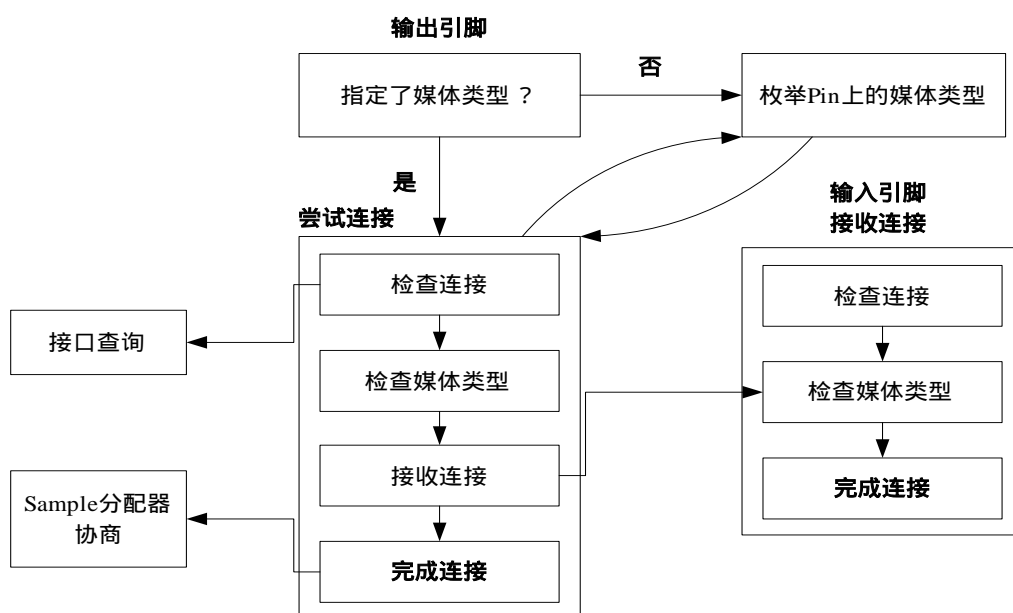 输出引脚
指定了媒体类型？
否
枚举Pin上的媒体类型
是
尝试连接
输入引脚
接收连接
检查连接
检查媒体类型
接收连接
完成连接
接口查询
Sample分配器
协商
检查连接
检查媒体类型
完成连接